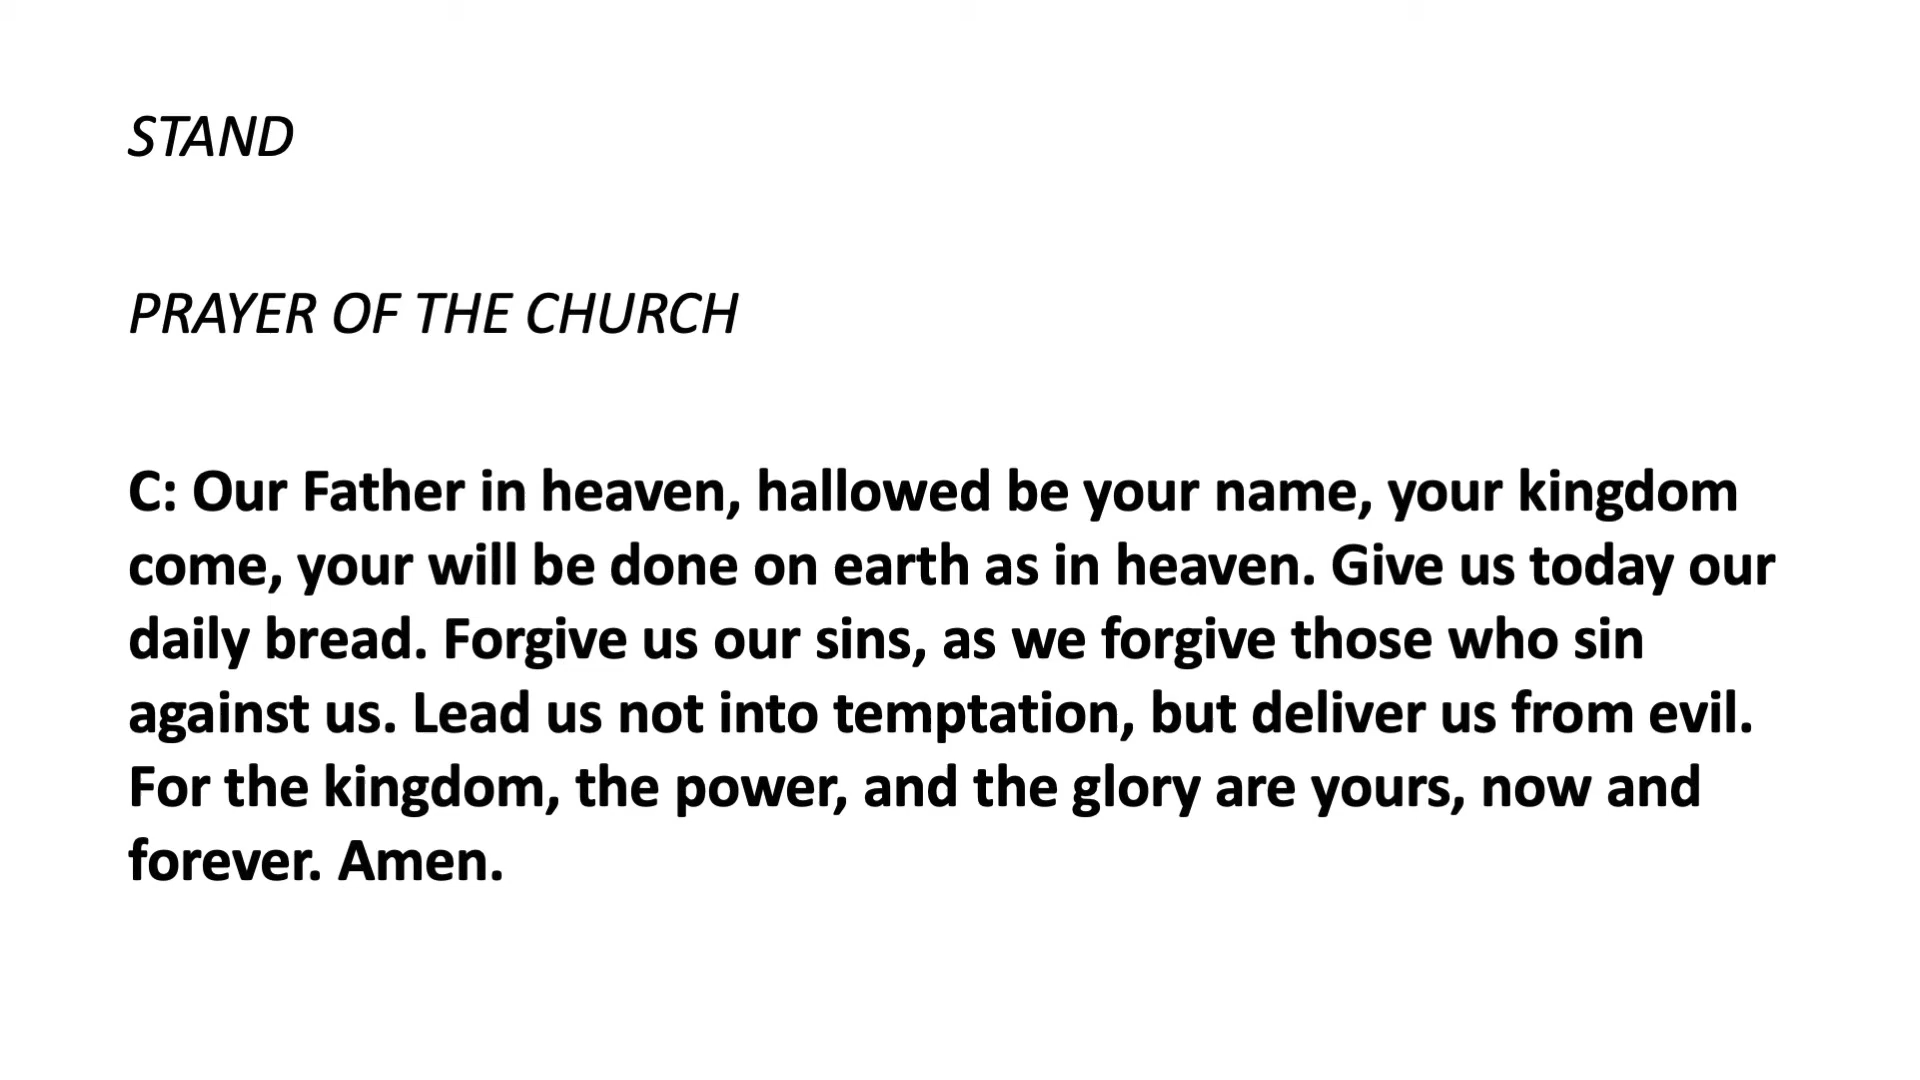 STAND
PRAYER OF THE CHURCH
C: Our Father in heaven, hallowed be your name, your kingdom
come, your will be done on earth as in heaven. Give us today our
daily bread. Forgive us our sins, as we forgive those who sin
against us. Lead us not into temptation, but deliver us from evil.
For the kingdom, the power, and the glory are yours, now and
forever. Amen.